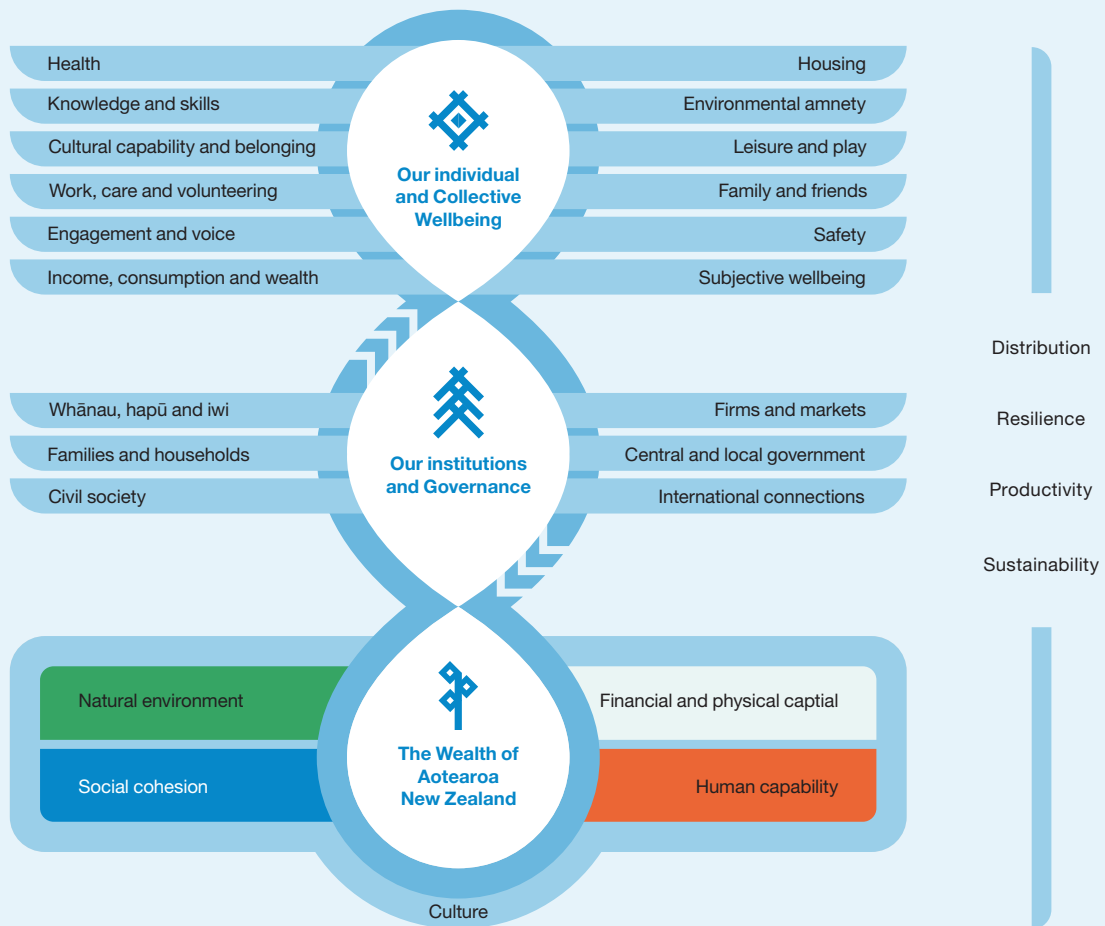 Health
Housing
Knowledge and skills
Environmental amnety
Cultural capability and belonging
Leisure and play
Work, care and volunteering
Family and friends
Engagement and voice
Safety
Income, consumption and wealth
Subjective wellbeing
Our individual
and Collective
Wellbeing
Whānau, hapū and iwi
Firms and markets
Families and households
Central and local government
Civil society
International connections
Our institutions
and Governance
Distribution
Resilience
Productivity
Sustainability
Natural environment
Financial and physical captial
Social cohesion
Human capability
The Wealth of
Aotearoa
New Zealand
Culture